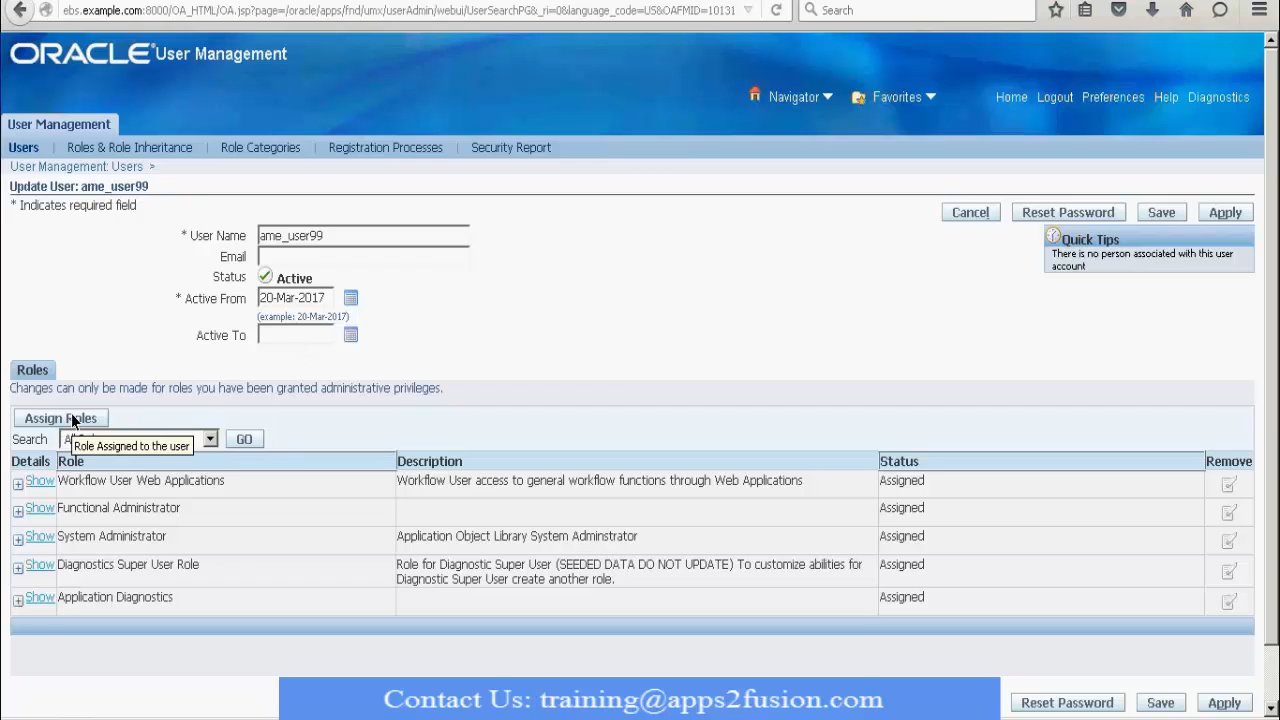 ebs.example.com:8000/OA_HTML/OA.jsp?page=/oracle/apps/fnd/umx/userAdmin/webui/UserSearchPG&_ri=0&language_code=US&OAFMID=10131
Search
ORACLE® User Management
Navigator
Favorites
Home
Logout
Preferences
Help
Diagnostics
User Management
Users | Roles & Role Inheritance | Role Categories | Registration Processes | Security Report
User Management: Users >
Update User: ame_user99
* Indicates required field
Cancel
Reset Password
Save
Apply
* User Name ame_user99
Email
Status Active
* Active From 20-Mar-2017
(example: 20-Mar-2017)
Active To
Quick Tips
There is no person associated with this user
account
Roles
Changes can only be made for roles you have been granted administrative privileges.
Assign Roles
Search
GO
Role Assigned to the user
Details Role Description Status Remove
Show Workflow User Web Applications Workflow User access to general workflow functions through Web Applications Assigned
Show Functional Administrator Assigned
Show System Administrator Application Object Library System Adminstrator Assigned
Show Diagnostics Super User Role Role for Diagnostic Super User (SEEDED DATA DO NOT UPDATE) To customize abilities for Assigned
Diagnostic Super User create another role.
Show Application Diagnostics Assigned
Contact Us: training@apps2fusion.com
Reset Password
Save
Apply